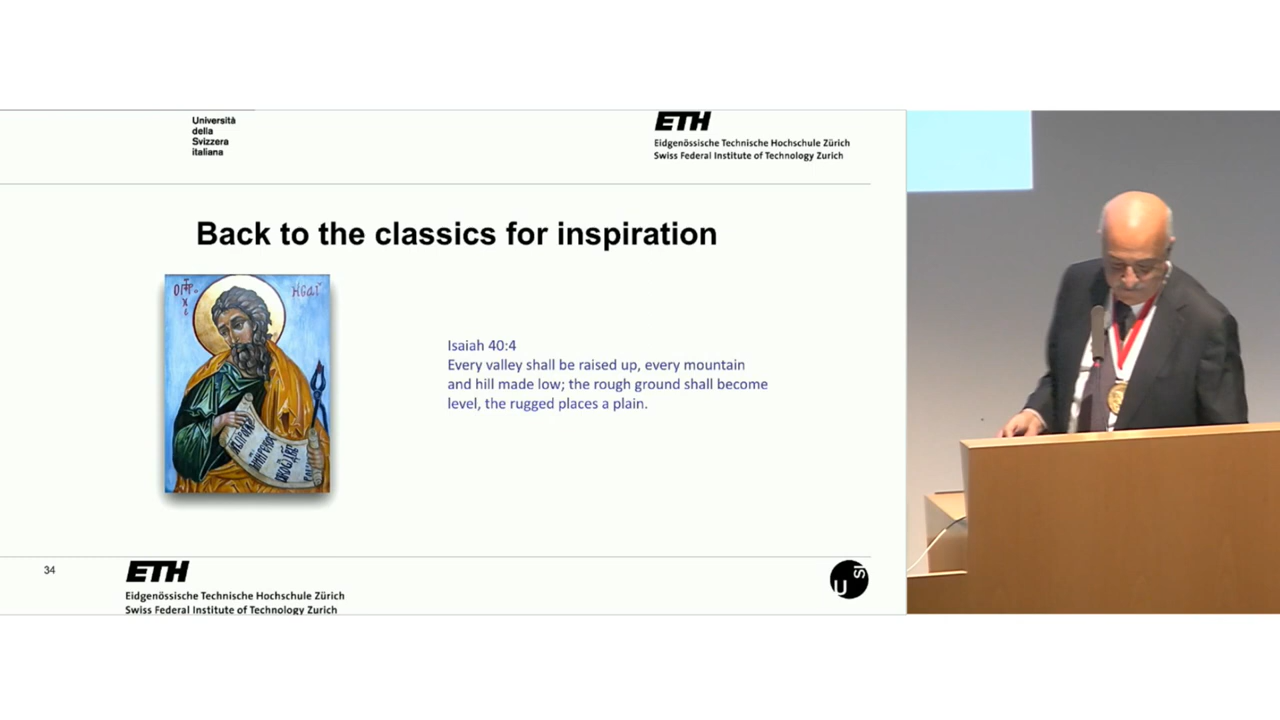 Università
della
Svizzera
italiana
ETH
Eidgenössische Technische Hochschule Zürich
Swiss Federal Institute of Technology Zurich
Back to the classics for inspiration
Isaiah 40:4
Every valley shall be raised up, every mountain
and hill made low; the rough ground shall become
level, the rugged places a plain.
34
ETH
Eidgenössische Technische Hochschule Zürich
Swiss Federal Institute of Technology Zurich
U
SI